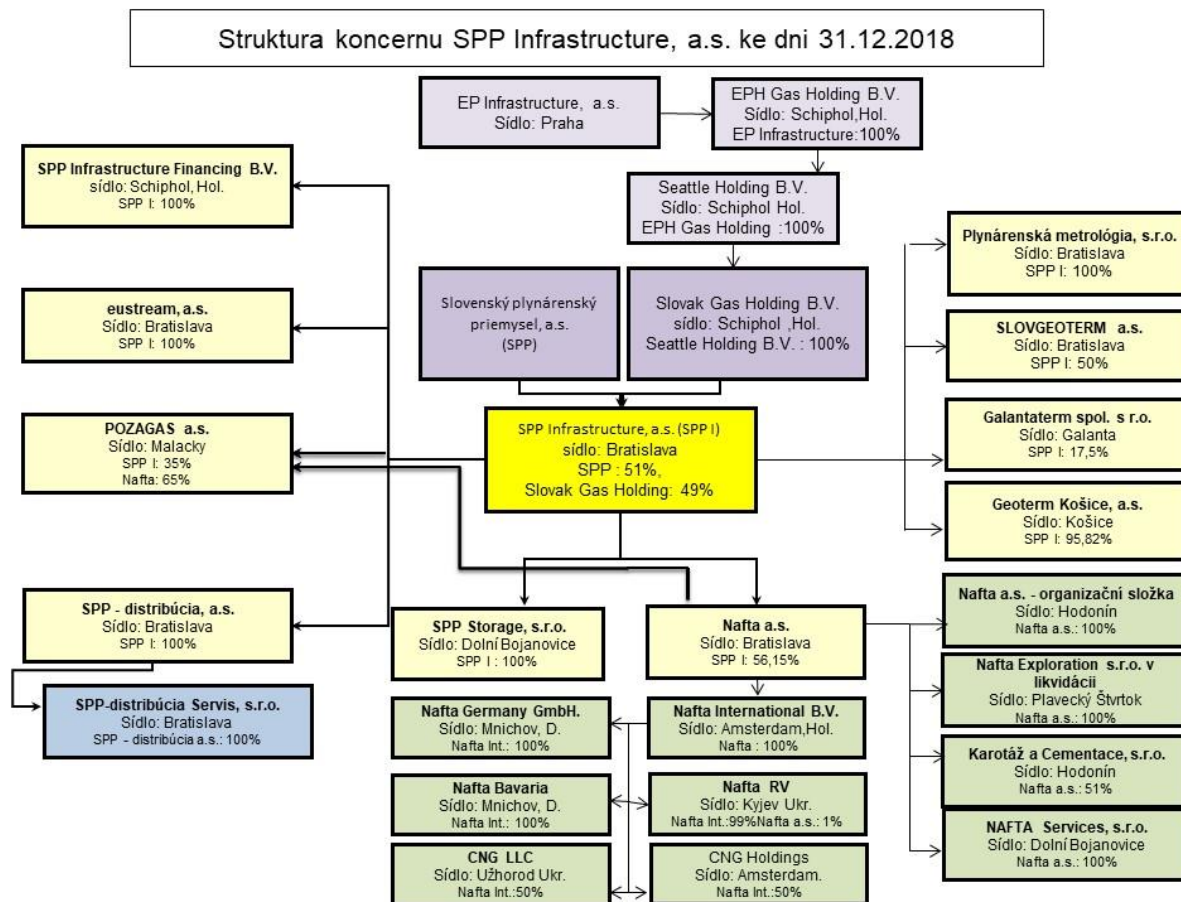 Struktura koncernu SPP Infrastructure, a.s. ke dni 31.12.2018
EP Infrastructure, a.s.
Sídlo: Praha
EPH Gas Holding B.V.
Sídlo: Schiphol,Hol.
EP Infrastructure:100%
Seattle Holding B.V.
Sídlo: Schiphol Hol.
EPH Gas Holding :100%
Slovenský plynárenský
priemysel, a.s.
(SPP)
Slovak Gas Holding B.V.
sídlo: Schiphol ,Hol.
Seattle Holding B.V. : 100%
SPP Infrastructure, a.s. (SPP I)
sídlo: Bratislava
SPP : 51%,
Slovak Gas Holding: 49%
SPP Infrastructure Financing B.V.
sídlo: Schiphol, Hol.
SPP I: 100%
eustream, a.s.
Sídlo: Bratislava
SPP I: 100%
POZAGAS a.s.
Sídlo: Malacky
SPP I: 35%
Nafta: 65%
SPP - distribúcia, a.s.
Sídlo: Bratislava
SPP I: 100%
SPP-distribúcia Servis, s.r.o.
Sídlo: Bratislava
SPP - distribúcia a.s.: 100%
Plynárenská metrológia, s.r.o.
Sídlo: Bratislava
SPP I: 100%
SLOVGEOTERM a.s.
Sídlo: Bratislava
SPP I: 50%
Galantaterm spol. s r.o.
Sídlo: Galanta
SPP I: 17,5%
Geoterm Košice, a.s.
Sídlo: Košice
SPP I: 95,82%
SPP Storage, s.r.o.
Sídlo: Dolní Bojanovice
SPP I : 100%
Nafta a.s.
Sídlo: Bratislava
SPP I: 56,15%
Nafta a.s. - organizační složka
Sídlo: Hodonín
Nafta a.s.: 100%
Nafta Exploration s.r.o. v
likvidácii
Sídlo: Plavecký Štvrtok
Nafta a.s.: 100%
Karotáž a Cementace, s.r.o.
Sídlo: Hodonín
Nafta a.s.: 51%
NAFTA Services, s.r.o.
Sídlo: Dolní Bojanovice
Nafta a.s.: 100%
Nafta Germany GmbH.
Sídlo: Mnichov, D.
Nafta Int.: 100%
Nafta International B.V.
Sídlo: Amsterdam,Hol.
Nafta : 100%
Nafta Bavaria
Sídlo: Mnichov, D.
Nafta Int.: 100%
Nafta RV
Sídlo: Kyjev Ukr.
Nafta Int.:99%Nafta a.s.: 1%
CNG LLC
Sídlo: Užhorod Ukr.
Nafta Int.:50%
CNG Holdings
Sídlo: Amsterdam.
Nafta Int.:50%